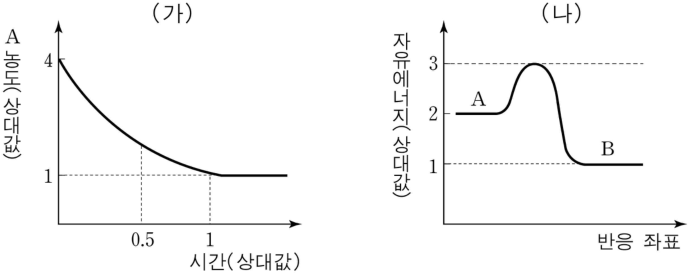 (가)
A 농도(상대값)
4
1
0.5 1
시간(상대값)
(나)
자유에너지(상대값)
3
2
1
A
B
반응 좌표